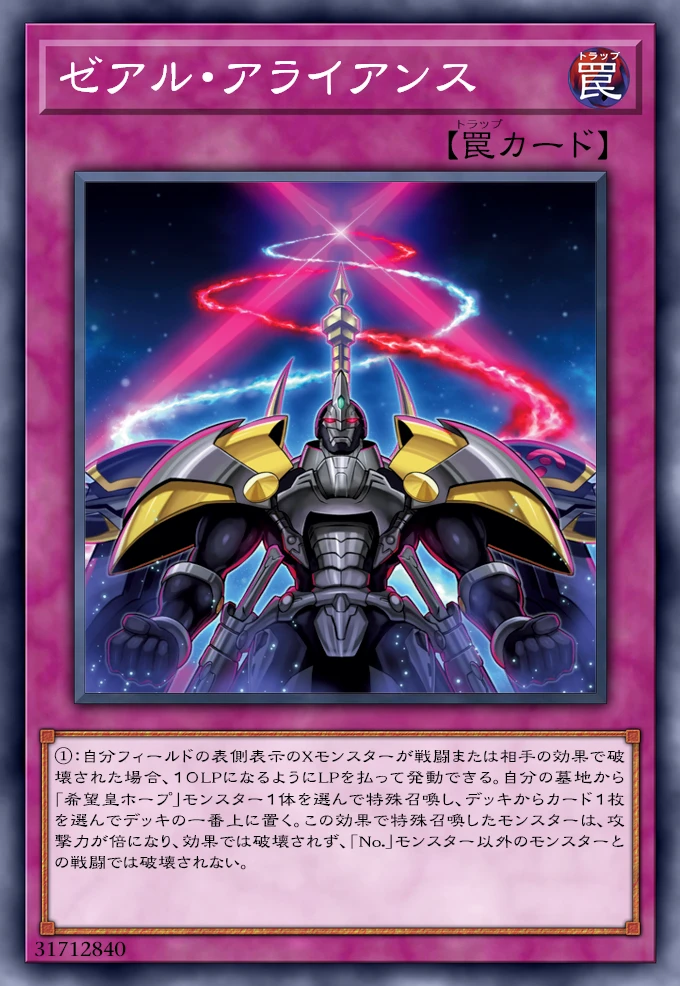 ゼアル・アライアンス
トラップ
罠
トラップ
【罠カード】
①:自分フィールドの表側表示のXモンスターが戦闘または相手の効果で破
壊された場合、10LPになるようにLPを払って発動できる。自分の墓地から
「希望皇ホープ」モンスター1体を選んで特殊召喚し、デッキからカード1枚
を選んでデッキの一番上に置く。この効果で特殊召喚したモンスターは、攻
撃力が倍になり、効果では破壊されず、「No.」モンスター以外のモンスターと
の戦闘では破壊されない。
31712840